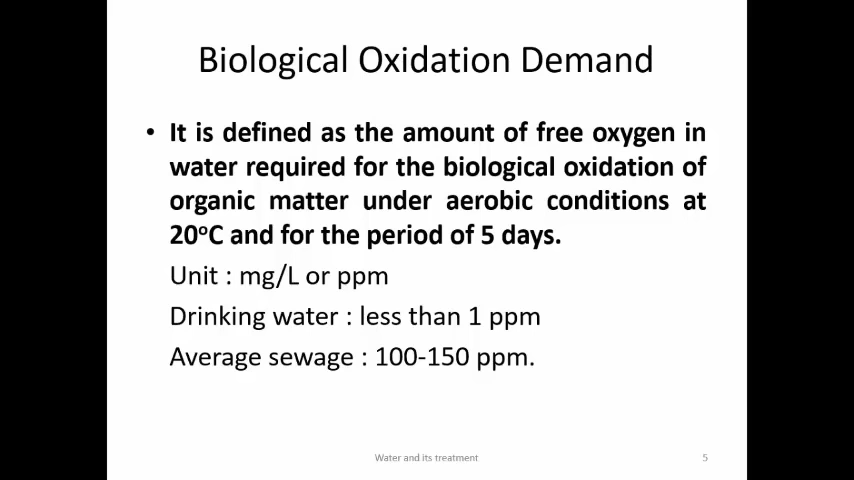 Biological Oxidation Demand
• It is defined as the amount of free oxygen in
water required for the biological oxidation of
organic matter under aerobic conditions at
20°C and for the period of 5 days.
Unit : mg/L or ppm
Drinking water : less than 1 ppm
Average sewage : 100-150 ppm.
Water and its treatment
5